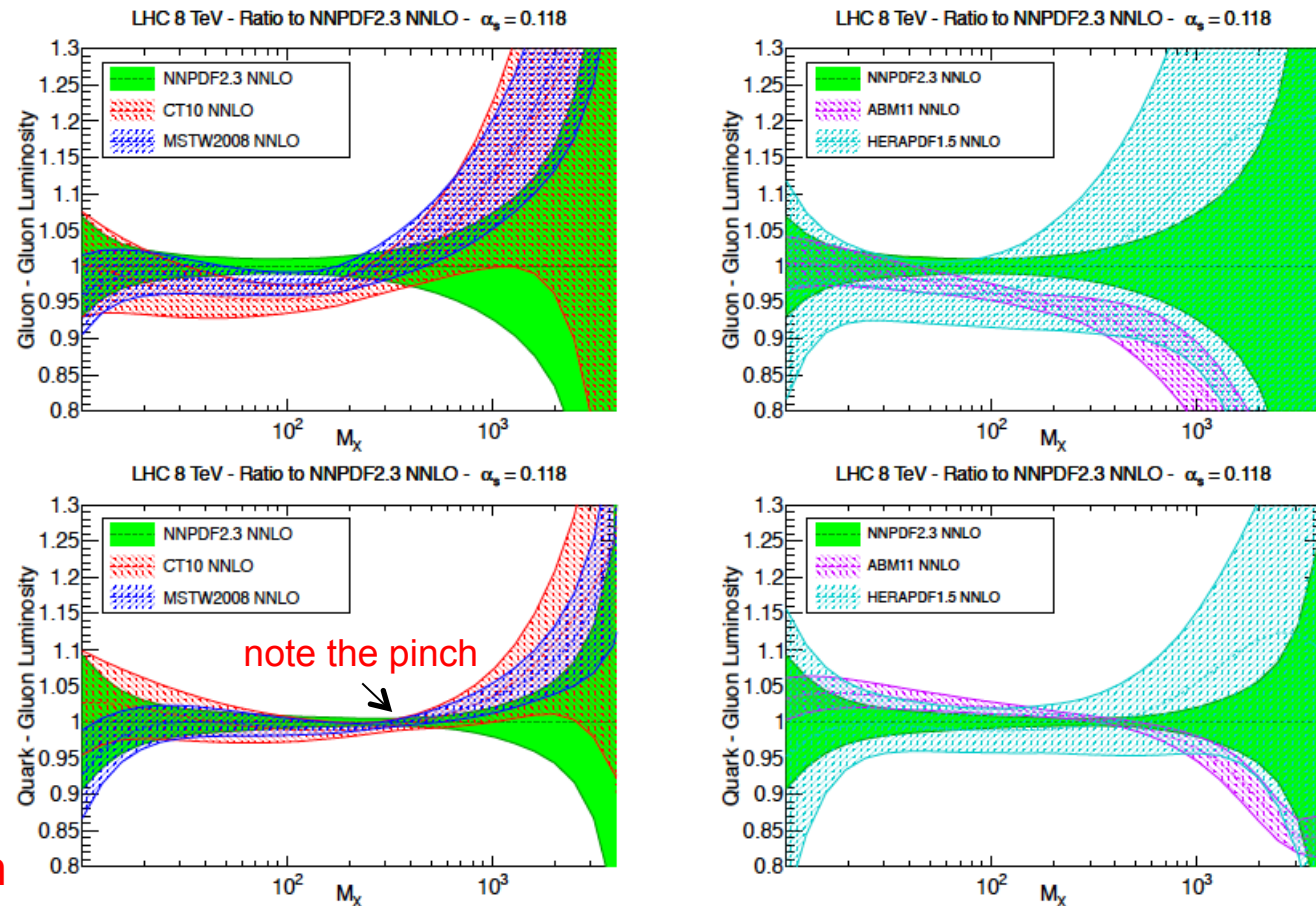 LHC 8 TeV - Ratio to NNPDF2.3 NNLO - αs = 0.118
Gluon - Gluon Luminosity
1.3
1.25
1.2
1.15
1.1
1.05
1
0.95
0.9
0.85
0.8
NNPDF2.3 NNLO
CT10 NNLO
MSTW2008 NNLO
10² 10³
MX
LHC 8 TeV - Ratio to NNPDF2.3 NNLO - αs = 0.118
Gluon - Gluon Luminosity
1.3
1.25
1.2
1.15
1.1
1.05
1
0.95
0.9
0.85
0.8
NNPDF2.3 NNLO
ABM11 NNLO
HERAPDF1.5 NNLO
10² 10³
MX
LHC 8 TeV - Ratio to NNPDF2.3 NNLO - αs = 0.118
Quark - Gluon Luminosity
1.3
1.25
1.2
1.15
1.1
1.05
1
0.95
0.9
0.85
0.8
NNPDF2.3 NNLO
CT10 NNLO
MSTW2008 NNLO
note the pinch
10² 10³
MX
LHC 8 TeV - Ratio to NNPDF2.3 NNLO - αs = 0.118
Quark - Gluon Luminosity
1.3
1.25
1.2
1.15
1.1
1.05
1
0.95
0.9
0.85
0.8
NNPDF2.3 NNLO
ABM11 NNLO
HERAPDF1.5 NNLO
10² 10³
MX